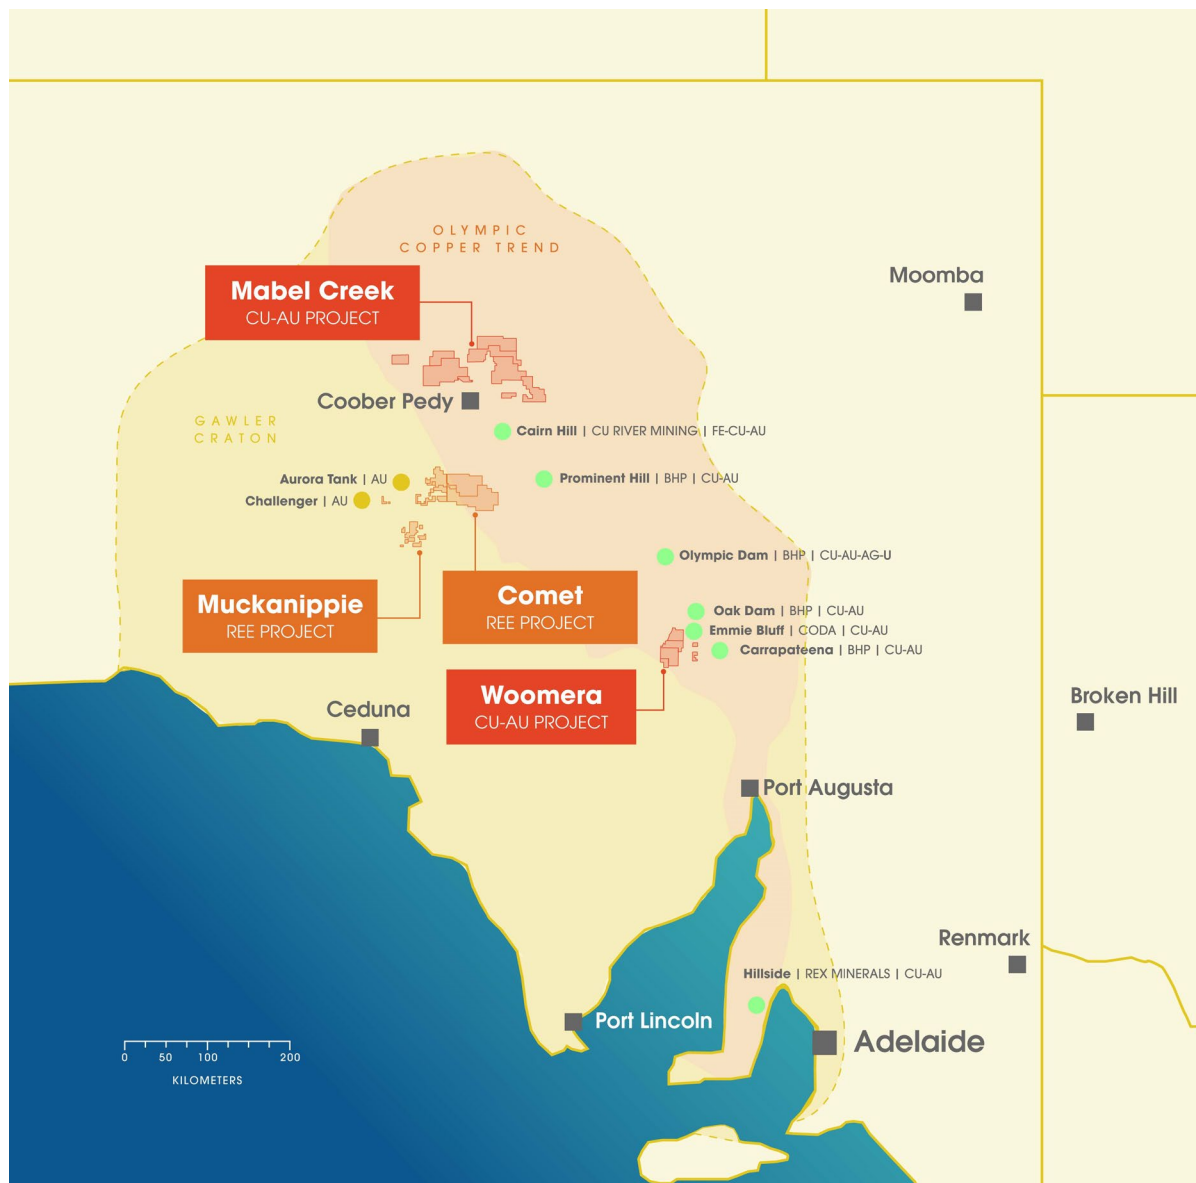 OLYMPIC
COPPER TREND
Moomba
Mabel Creek
CU-AU PROJECT
Coober Pedy
GAWLER
CRATON
Cairn Hill | CU RIVER MINING | FE-CU-AU
Aurora Tank | AU
Prominent Hill | BHP | CU-AU
Challenger | AU
Olympic Dam | BHP | CU-AU-AG-U
Muckanippie
REE PROJECT
Comet
REE PROJECT
Oak Dam | BHP | CU-AU
Emmie Bluff | CODA | CU-AU
Carrapateena | BHP | CU-AU
Woomera
CU-AU PROJECT
Ceduna
Broken Hill
Port Augusta
Renmark
Hillside | REX MINERALS | CU-AU
Port Lincoln
Adelaide
0 50 100 200
KILOMETERS